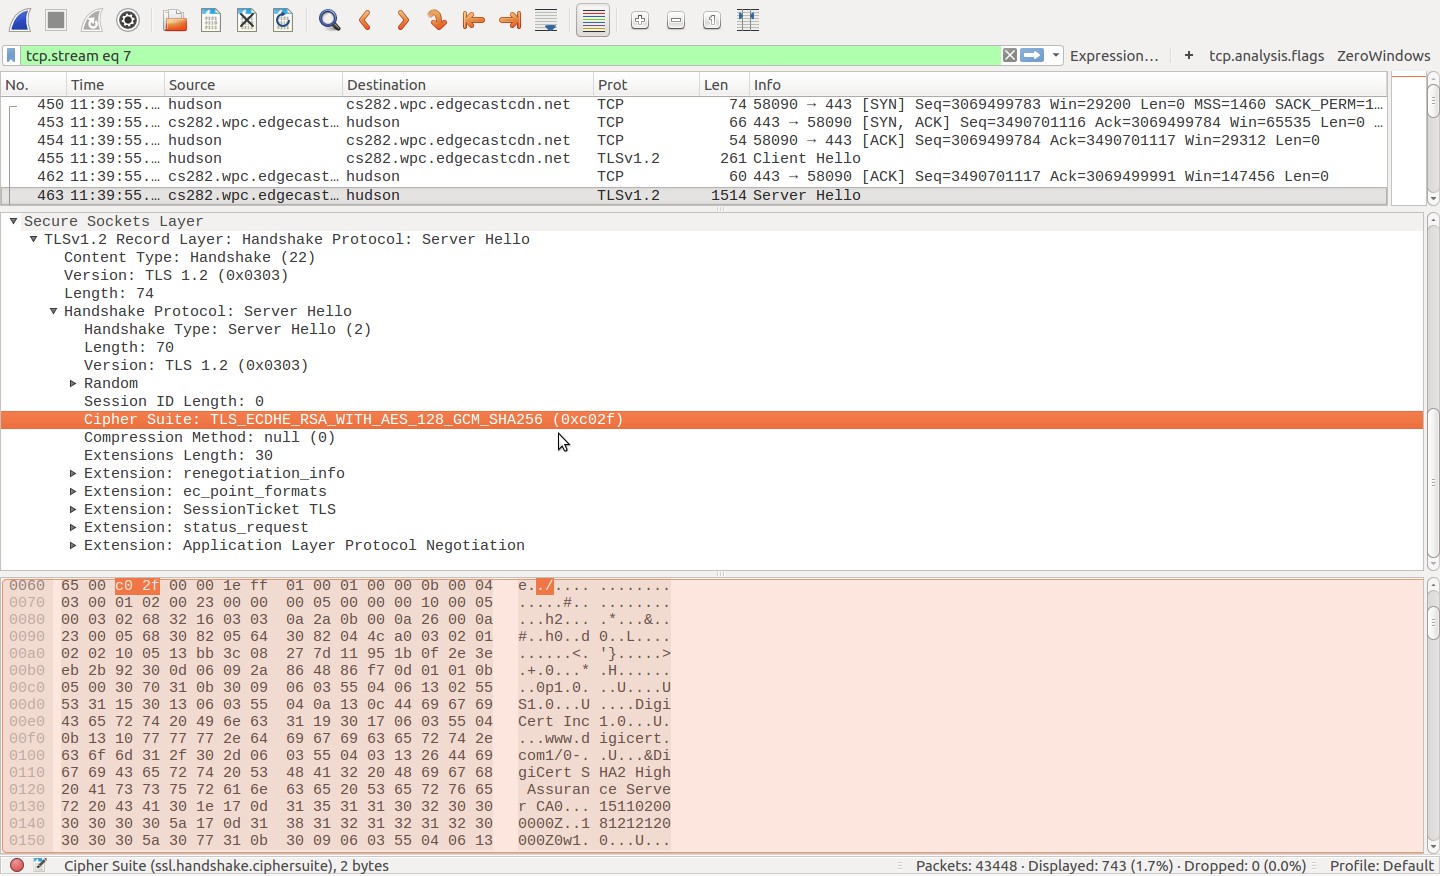 tcp.stream eq 7 Expression… + tcp.analysis.flags ZeroWindows
No. Time Source Destination Prot Len Info
450 11:39:55.… hudson cs282.wpc.edgecastcdn.net TCP 74 58090 → 443 [SYN] Seq=3069499783 Win=29200 Len=0 MSS=1460 SACK_PERM=1…
453 11:39:55.… cs282.wpc.edgecast… hudson TCP 66 443 → 58090 [SYN, ACK] Seq=3490701116 Ack=3069499784 Win=65535 Len=0 …
454 11:39:55.… hudson cs282.wpc.edgecastcdn.net TCP 54 58090 → 443 [ACK] Seq=3069499784 Ack=3490701117 Win=29312 Len=0
455 11:39:55.… hudson cs282.wpc.edgecastcdn.net TLSv1.2 261 Client Hello
462 11:39:55.… cs282.wpc.edgecast… hudson TCP 60 443 → 58090 [ACK] Seq=3490701117 Ack=3069499991 Win=147456 Len=0
463 11:39:55.… cs282.wpc.edgecast… hudson TLSv1.2 1514 Server Hello
Secure Sockets Layer
TLSv1.2 Record Layer: Handshake Protocol: Server Hello
Content Type: Handshake (22)
Version: TLS 1.2 (0x0303)
Length: 74
Handshake Protocol: Server Hello
Handshake Type: Server Hello (2)
Length: 70
Version: TLS 1.2 (0x0303)
Random
Session ID Length: 0
Cipher Suite: TLS_ECDHE_RSA_WITH_AES_128_GCM_SHA256 (0xc02f)
Compression Method: null (0)
Extensions Length: 30
Extension: renegotiation_info
Extension: ec_point_formats
Extension: SessionTicket TLS
Extension: status_request
Extension: Application Layer Protocol Negotiation
0060 65 00 c0 2f 00 00 1e ff 01 00 01 00 00 0b 00 04 e../.... ........
0070 03 00 01 02 00 23 00 00 00 05 00 00 00 10 00 05 .....#.. ........
0080 00 03 02 68 32 16 03 03 0a 2a 0b 00 0a 26 00 0a ...h2... .*...&..
0090 23 00 05 68 30 82 05 64 30 82 04 4c a0 03 02 01 #..h0..d 0..L....
00a0 02 02 10 05 13 bb 3c 08 27 7d 11 95 1b 0f 2e 3e ......<. '}.....>
00b0 eb 2b 92 30 0d 06 09 2a 86 48 86 f7 0d 01 01 0b .+.0...* .H......
00c0 05 00 30 70 31 0b 30 09 06 03 55 04 06 13 02 55 ..0p1.0. ..U....U
00d0 53 31 15 30 13 06 03 55 04 0a 13 0c 44 69 67 69 S1.0...U ....Digi
00e0 43 65 72 74 20 49 6e 63 31 19 30 17 06 03 55 04 Cert Inc 1.0...U.
00f0 0b 13 10 77 77 77 2e 64 69 67 69 63 65 72 74 2e ...www.d igicert.
0100 63 6f 6d 31 2f 30 2d 06 03 55 04 03 13 26 44 69 com1/0-. .U...&Di
0110 67 69 43 65 72 74 20 53 48 41 32 20 48 69 67 68 giCert S HA2 High
0120 20 41 73 73 75 72 61 6e 63 65 20 53 65 72 76 65 Assuran ce Serve
0130 72 20 43 41 30 1e 17 0d 31 35 31 31 30 32 30 30 r CA0... 15110200
0140 30 30 30 30 5a 17 0d 31 38 31 32 31 32 31 32 30 0000Z..1 81212120
0150 30 30 30 5a 30 77 31 0b 30 09 06 03 55 04 06 13 000Z0w1. 0...U...
Cipher Suite (ssl.handshake.ciphersuite), 2 bytes Packets: 43448 · Displayed: 743 (1.7%) · Dropped: 0 (0.0%) Profile: Default